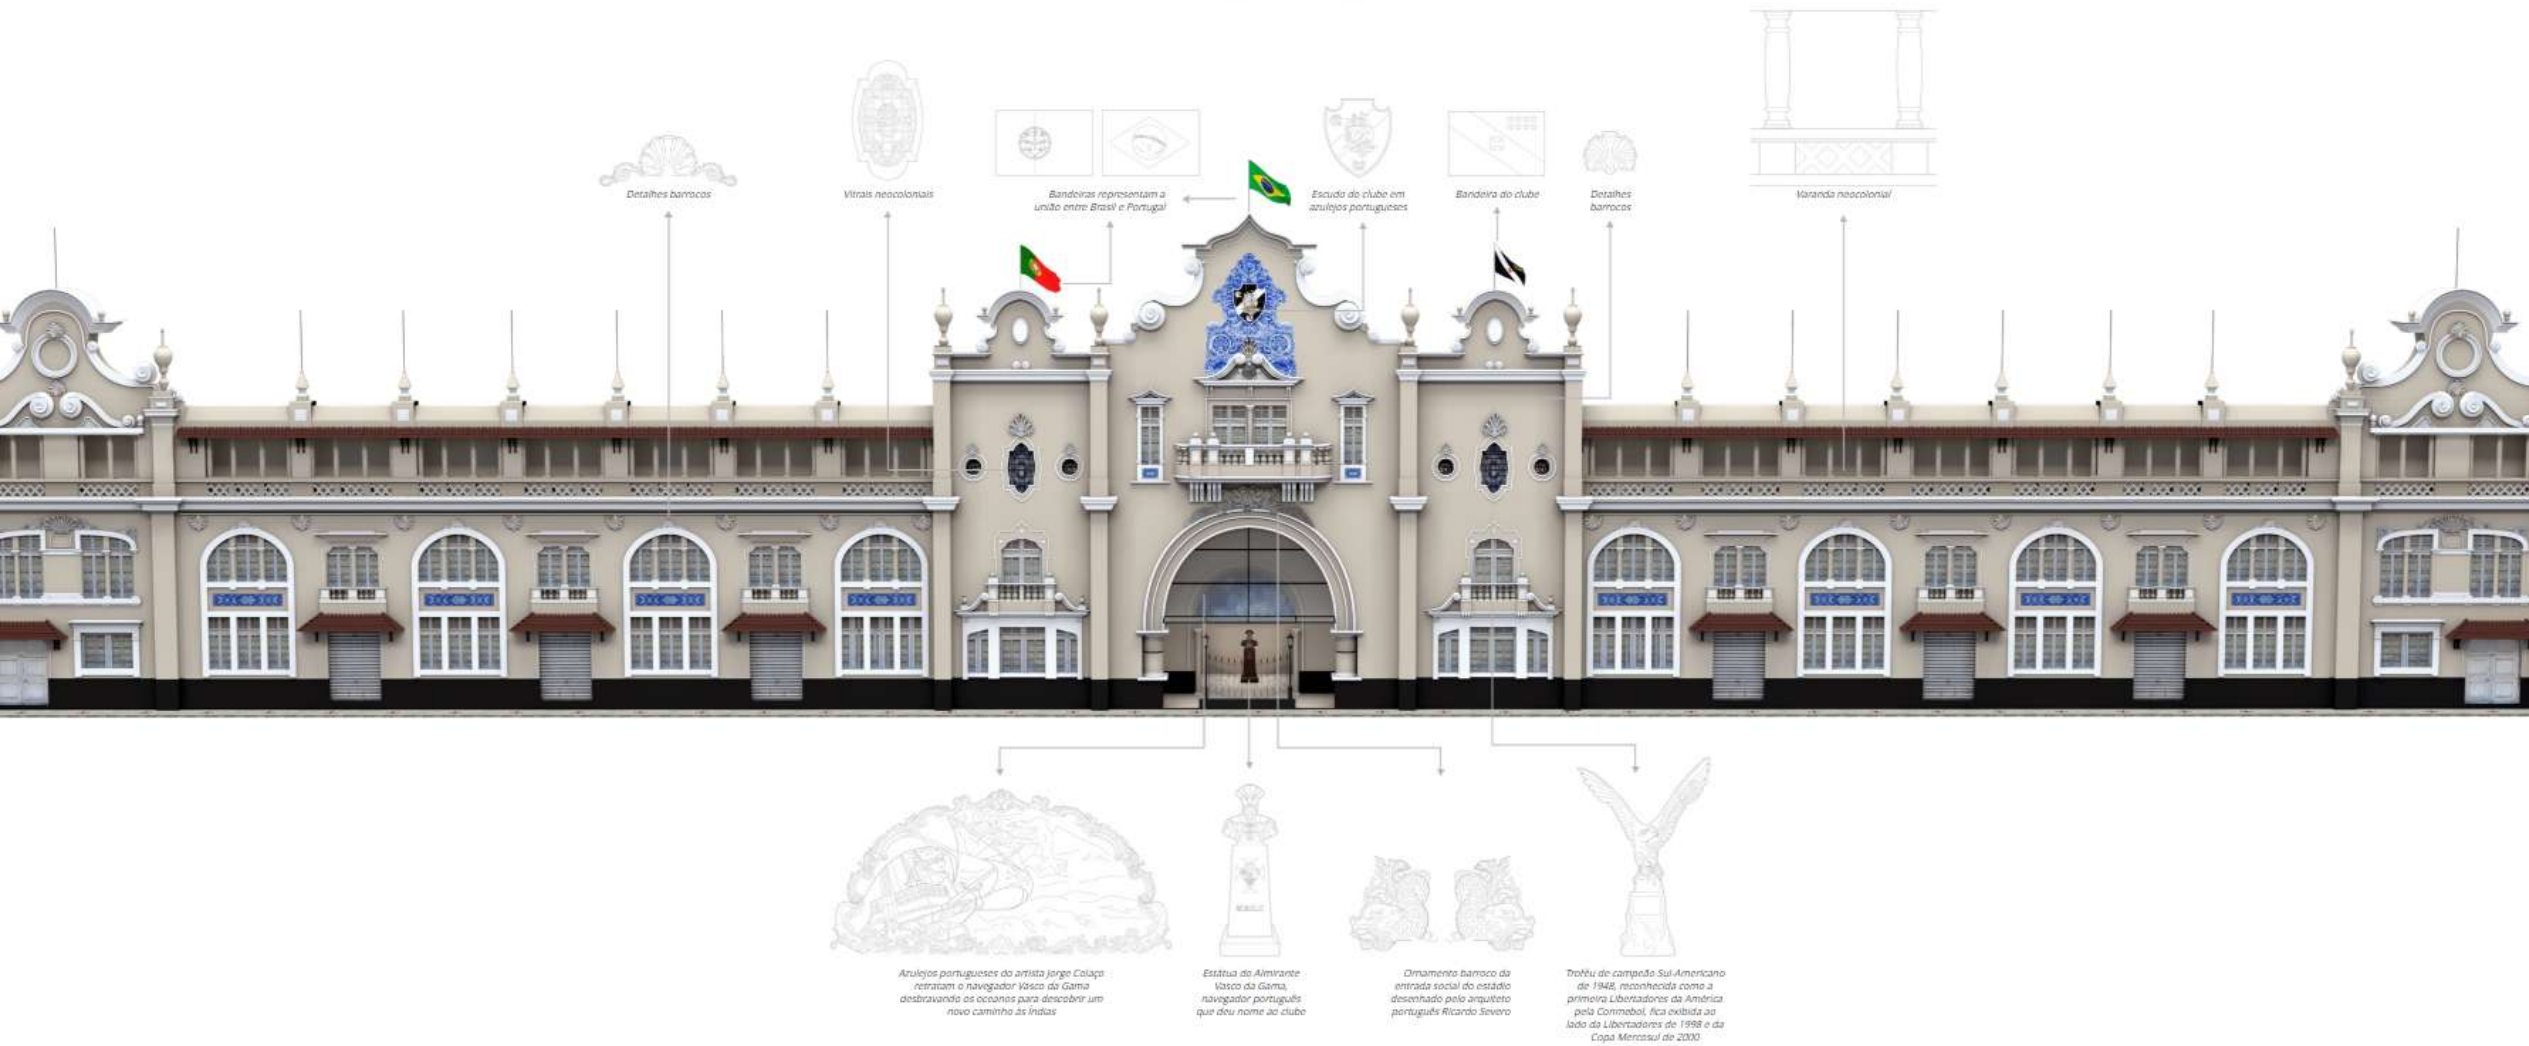 Detalhes barrocos
Vitrais neocoloniais
Bandeiras representam a
união entre Brasil e Portugal
Escudo do clube em
azulejos portugueses
Bandeira do clube
Detalhes
barrocos
Varanda neocolonial
Azulejos portugueses do artista Jorge Colaço
retratam o navegador Vasco da Gama
desbravando os oceanos para descobrir um
novo caminho às Índias
Estátua do Almirante
Vasco da Gama,
navegador português
que deu nome ao clube
Ornamento barroco da
entrada social do estádio
desenhado pelo arquiteto
português Ricardo Severo
Troféu de campeão Sul-Americano
de 1948, reconhecida como a
primeira Libertadores da América
pela Conmebol, fica exibida ao
lado da Libertadores de 1998 e da
Copa Mercosul de 2000